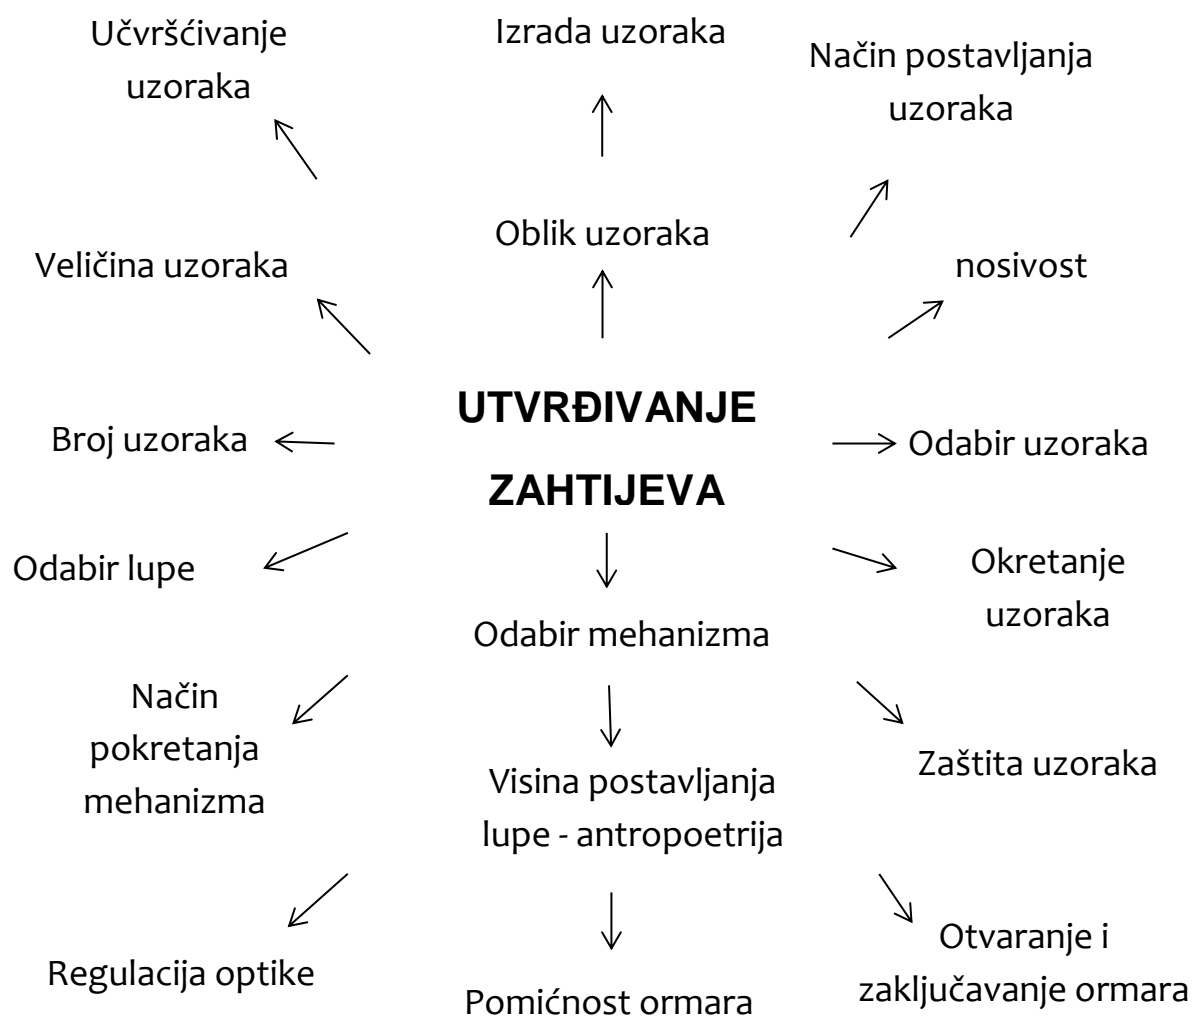 Učvršćivanje
uzoraka
Izrada uzoraka
Način postavljanja
uzoraka
Oblik uzoraka
Veličina uzoraka
nosivost
UTVRĐIVANJE
ZAHTIJEVA
Broj uzoraka
Odabir uzoraka
Odabir lupe
Okretanje
uzoraka
Odabir mehanizma
Način
pokretanja
mehanizma
Visina postavljanja
lupe - antropoetrija
Zaštita uzoraka
Regulacija optike
Pomićnost ormara
Otvaranje i
zaključavanje ormara